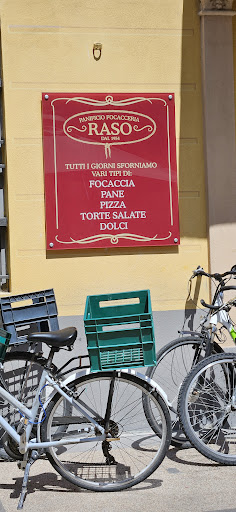 PANIFICIO FOCACCERIA
RASO
DAL 1954
TUTTI I GIORNI SFORNIAMO
VARI TIPI DI:
FOCACCIA
PANE
PIZZA
TORTE SALATE
DOLCI